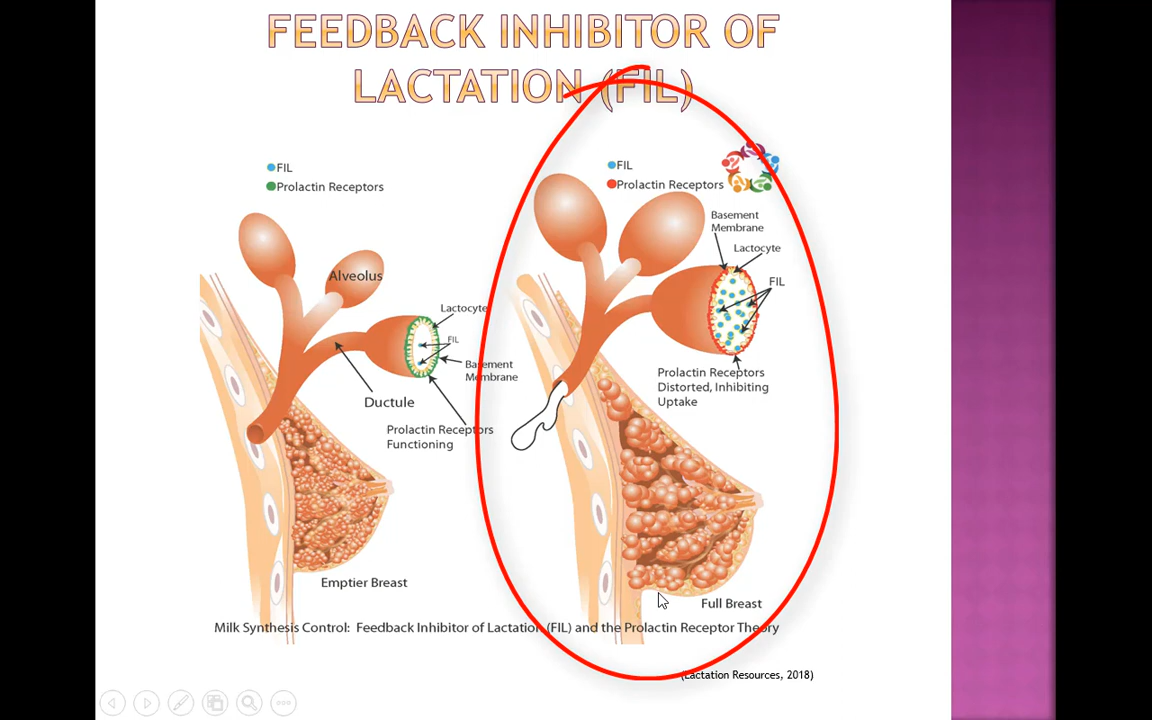 FEEDBACK INHIBITOR OF
LACTATION (FIL)
FIL
Prolactin Receptors
Alveolus
Lactocyte
FIL
Basement
Membrane
Ductule
Prolactin Receptors
Functioning
Emptier Breast
FIL
Prolactin Receptors
Basement
Membrane
Lactocyte
FIL
Prolactin Receptors
Distorted, Inhibiting
Uptake
Full Breast
Milk Synthesis Control: Feedback Inhibitor of Lactation (FIL) and the Prolactin Receptor Theory
(Lactation Resources, 2018)